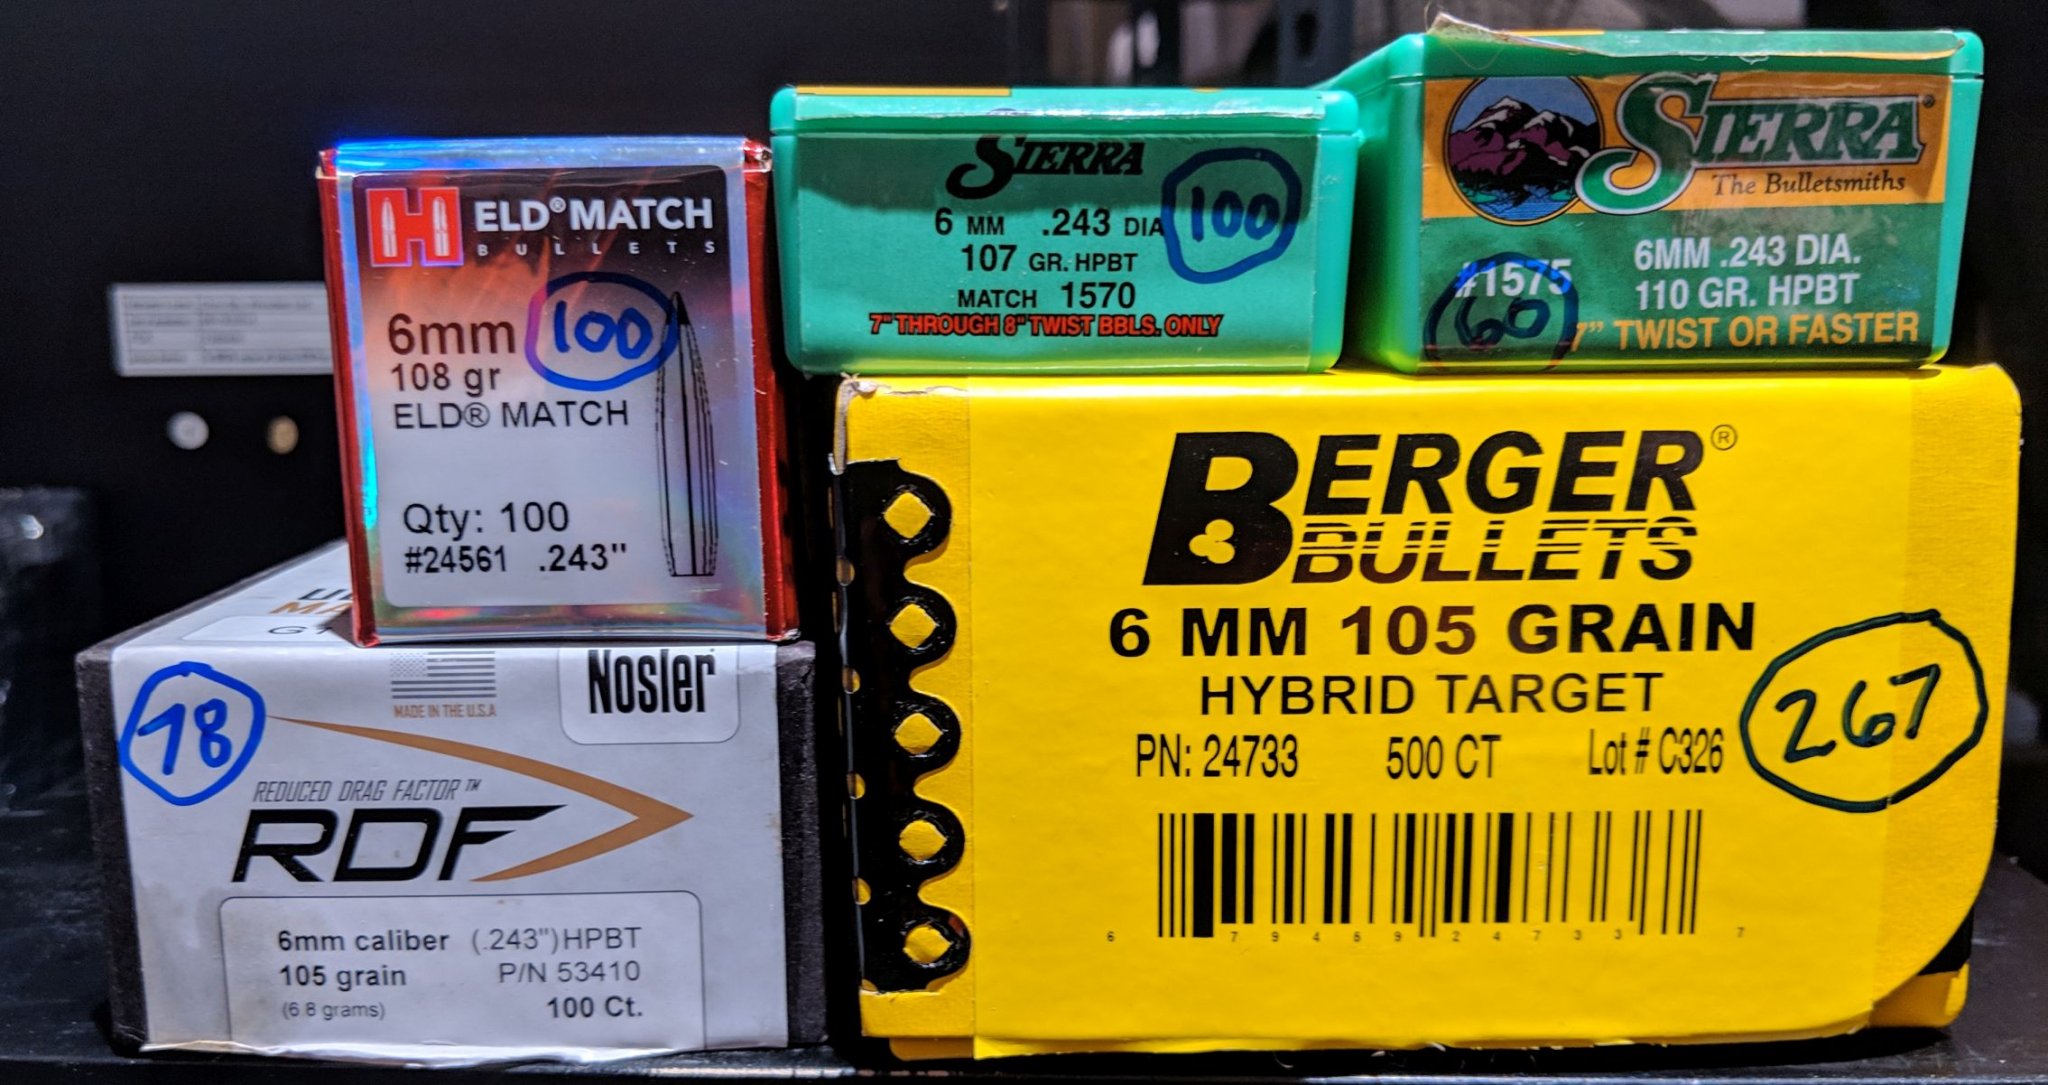 ELD® MATCH
BULLETS
6mm
100
108 gr
ELD® MATCH
Qty: 100
#24561 .243"
SIERRA
100
6 MM .243 DIA
107 GR. HPBT
MATCH 1570
7" THROUGH 8" TWIST BBLS. ONLY
SIERRA®
The Bulletsmiths
6MM .243 DIA.
#1575
110 GR. HPBT
60
7" TWIST OR FASTER
78
MADE IN THE U.S.A
Nosler
REDUCED DRAG FACTOR™
RDF
6mm caliber (.243") HPBT
105 grain P/N 53410
(6.8 grams) 100 Ct.
BERGER®
BULLETS
6 MM 105 GRAIN
HYBRID TARGET
267
PN: 24733 500 CT Lot # C326
6 79459 24733 7